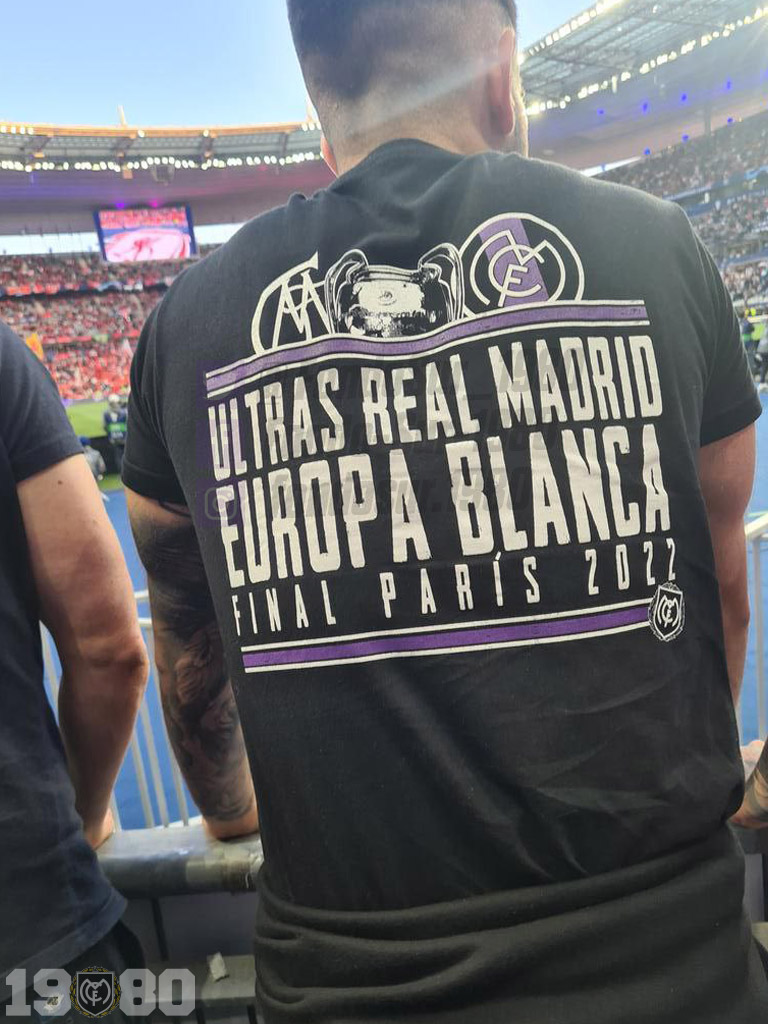 ULTRAS REAL MADRID
EUROPA BLANCA
FINAL PARÍS 2022
1980